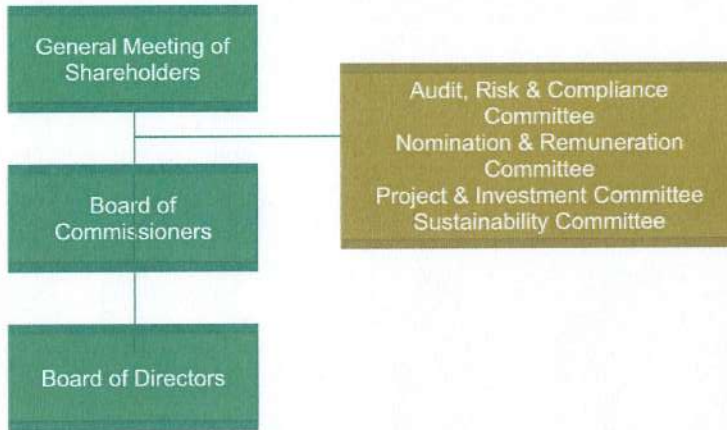 General Meeting of
Shareholders
Audit, Risk & Compliance
Committee
Nomination & Remuneration
Committee
Project & Investment Committee
Sustainability Committee
Board of
Commissioners
Board of Directors